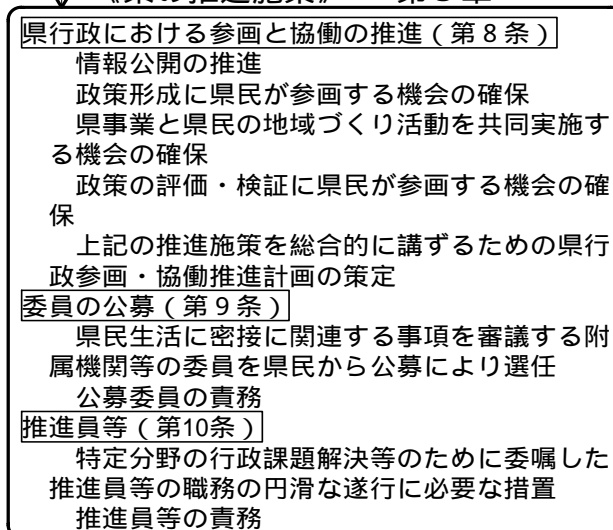 県行政における参画と協働の推進(第8条)
情報公開の推進
政策形成に県民が参画する機会の確保
県事業と県民の地域づくり活動を共同実施す
る機会の確保
政策の評価・検証に県民が参画する機会の確
保
上記の推進施策を総合的に講ずるための県行
政参画・協働推進計画の策定
委員の公募(第9条)
県民生活に密接に関連する事項を審議する附
属機関等の委員を県民から公募により選任
公募委員の責務
推進員等(第10条)
特定分野の行政課題解決等のために委嘱した
推進員等の職務の円滑な遂行に必要な措置
推進員等の責務